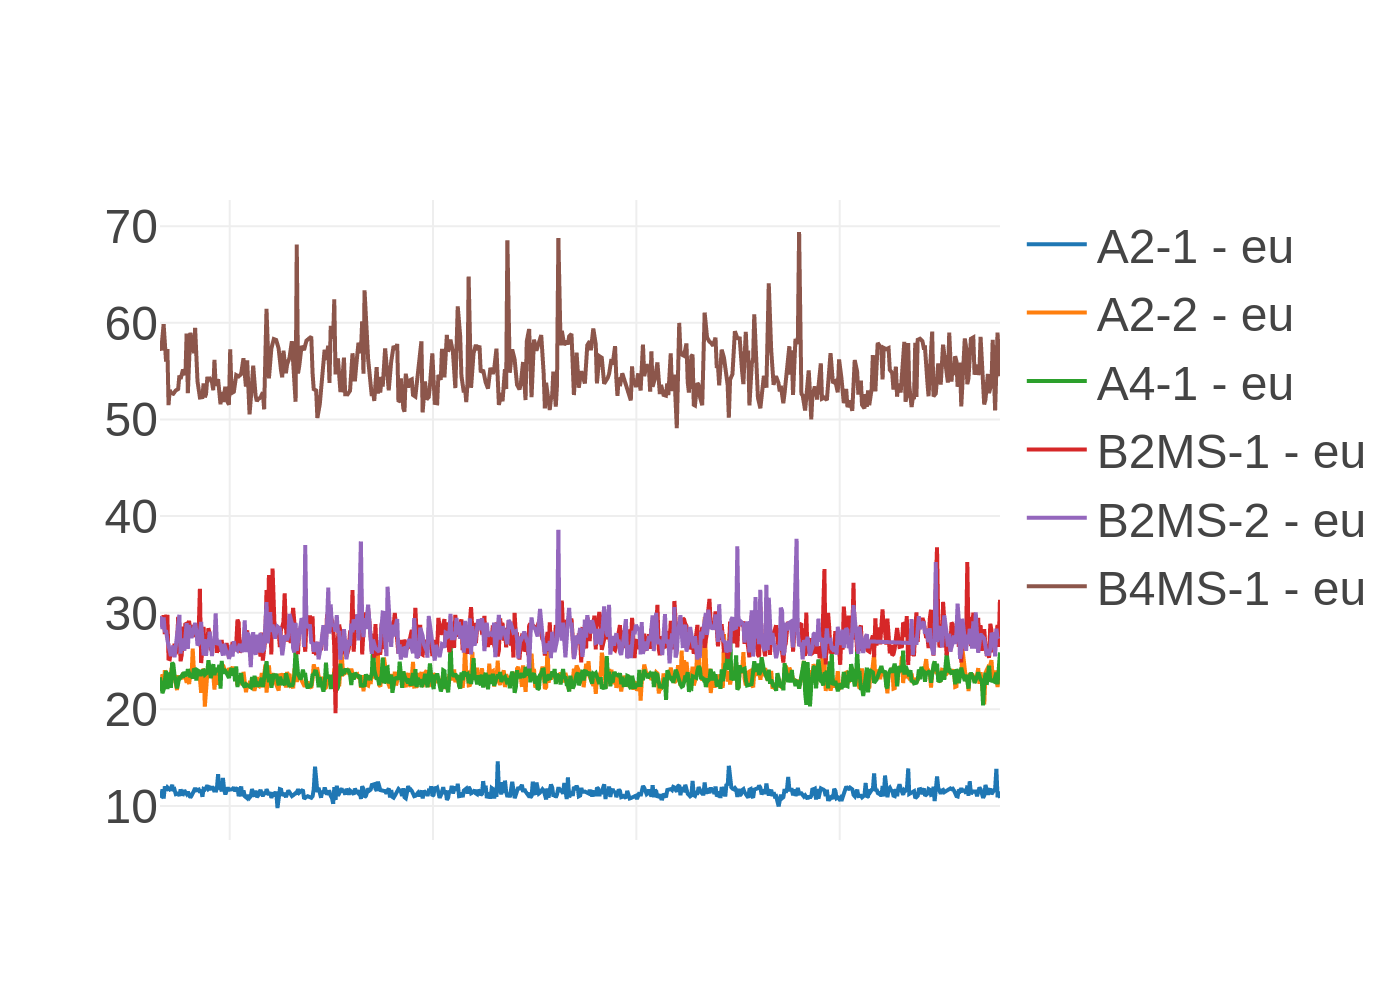 70
60
50
40
30
20
10
A2-1 - eu
A2-2 - eu
A4-1 - eu
B2MS-1 - eu
B2MS-2 - eu
B4MS-1 - eu